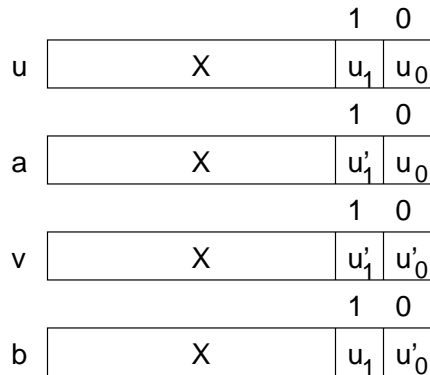 1 0
u X u₁ u₀
1 0
a X u'₁ u₀
1 0
v X u'₁ u'₀
1 0
b X u₁ u'₀